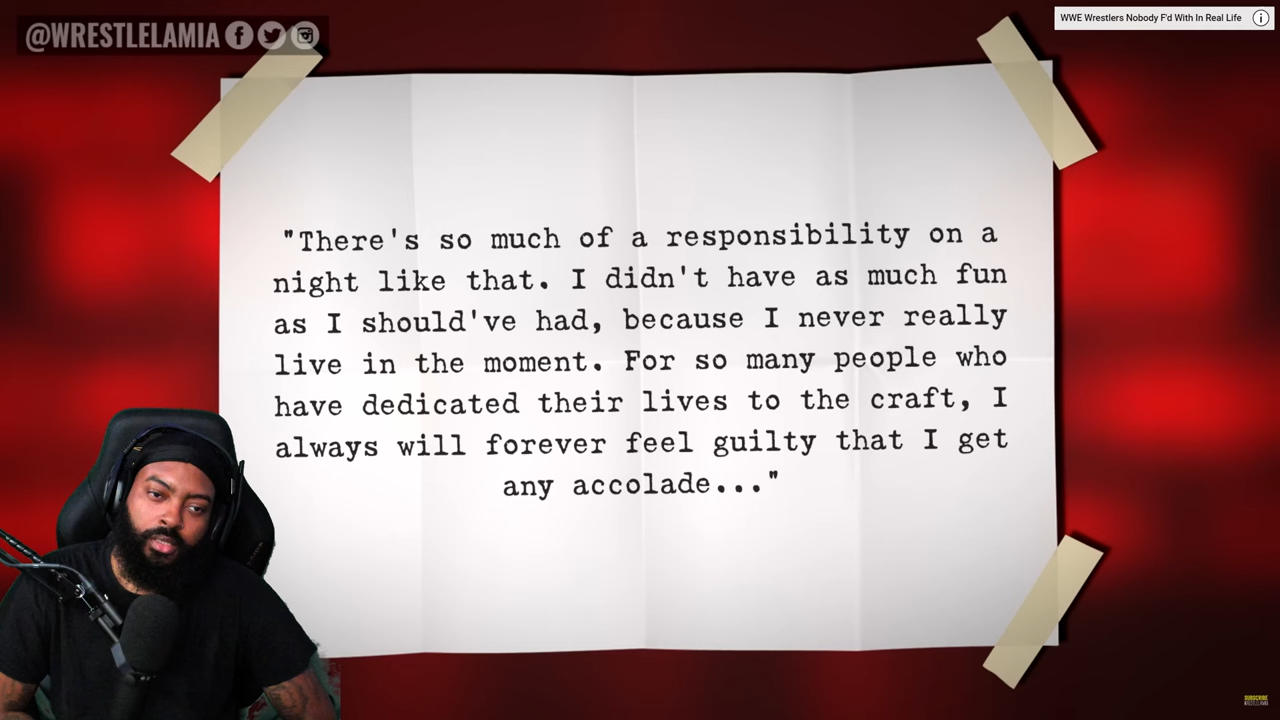 @WRESTLELAMIA
WWE Wrestlers Nobody F'd With In Real Life
"There's so much of a responsibility on a
night like that. I didn't have as much fun
as I should've had, because I never really
live in the moment. For so many people who
have dedicated their lives to the craft, I
always will forever feel guilty that I get
any accolade..."
SUBSCRIBE
WRESTLELAMIA